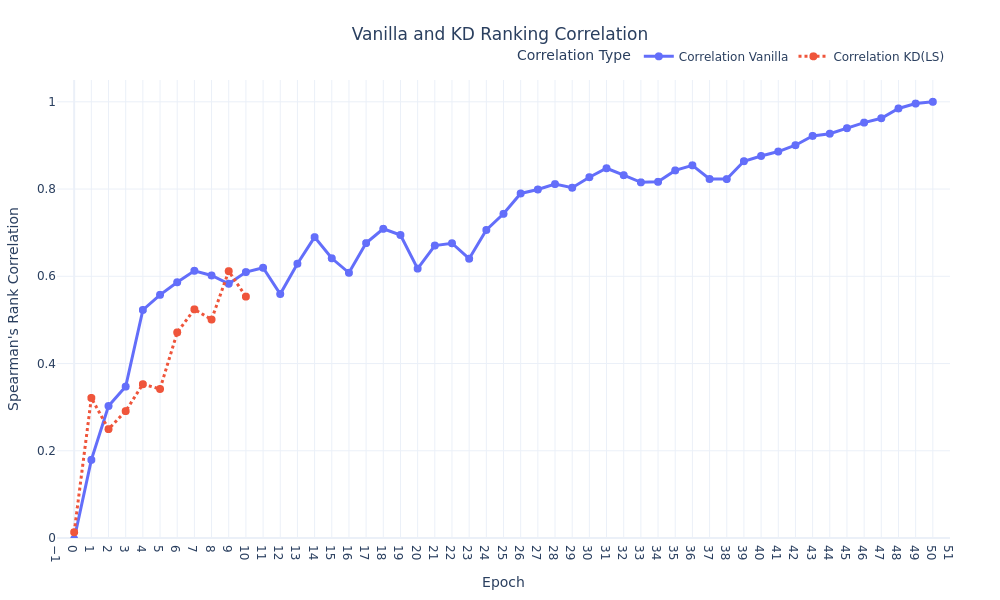 Vanilla and KD Ranking Correlation
Correlation Type Correlation Vanilla Correlation KD(LS)
Spearman's Rank Correlation
1
0.8
0.6
0.4
0.2
0
−1 0 1 2 3 4 5 6 7 8 9 10 11 12 13 14 15 16 17 18 19 20 21 22 23 24 25 26 27 28 29 30 31 32 33 34 35 36 37 38 39 40 41 42 43 44 45 46 47 48 49 50 51
Epoch